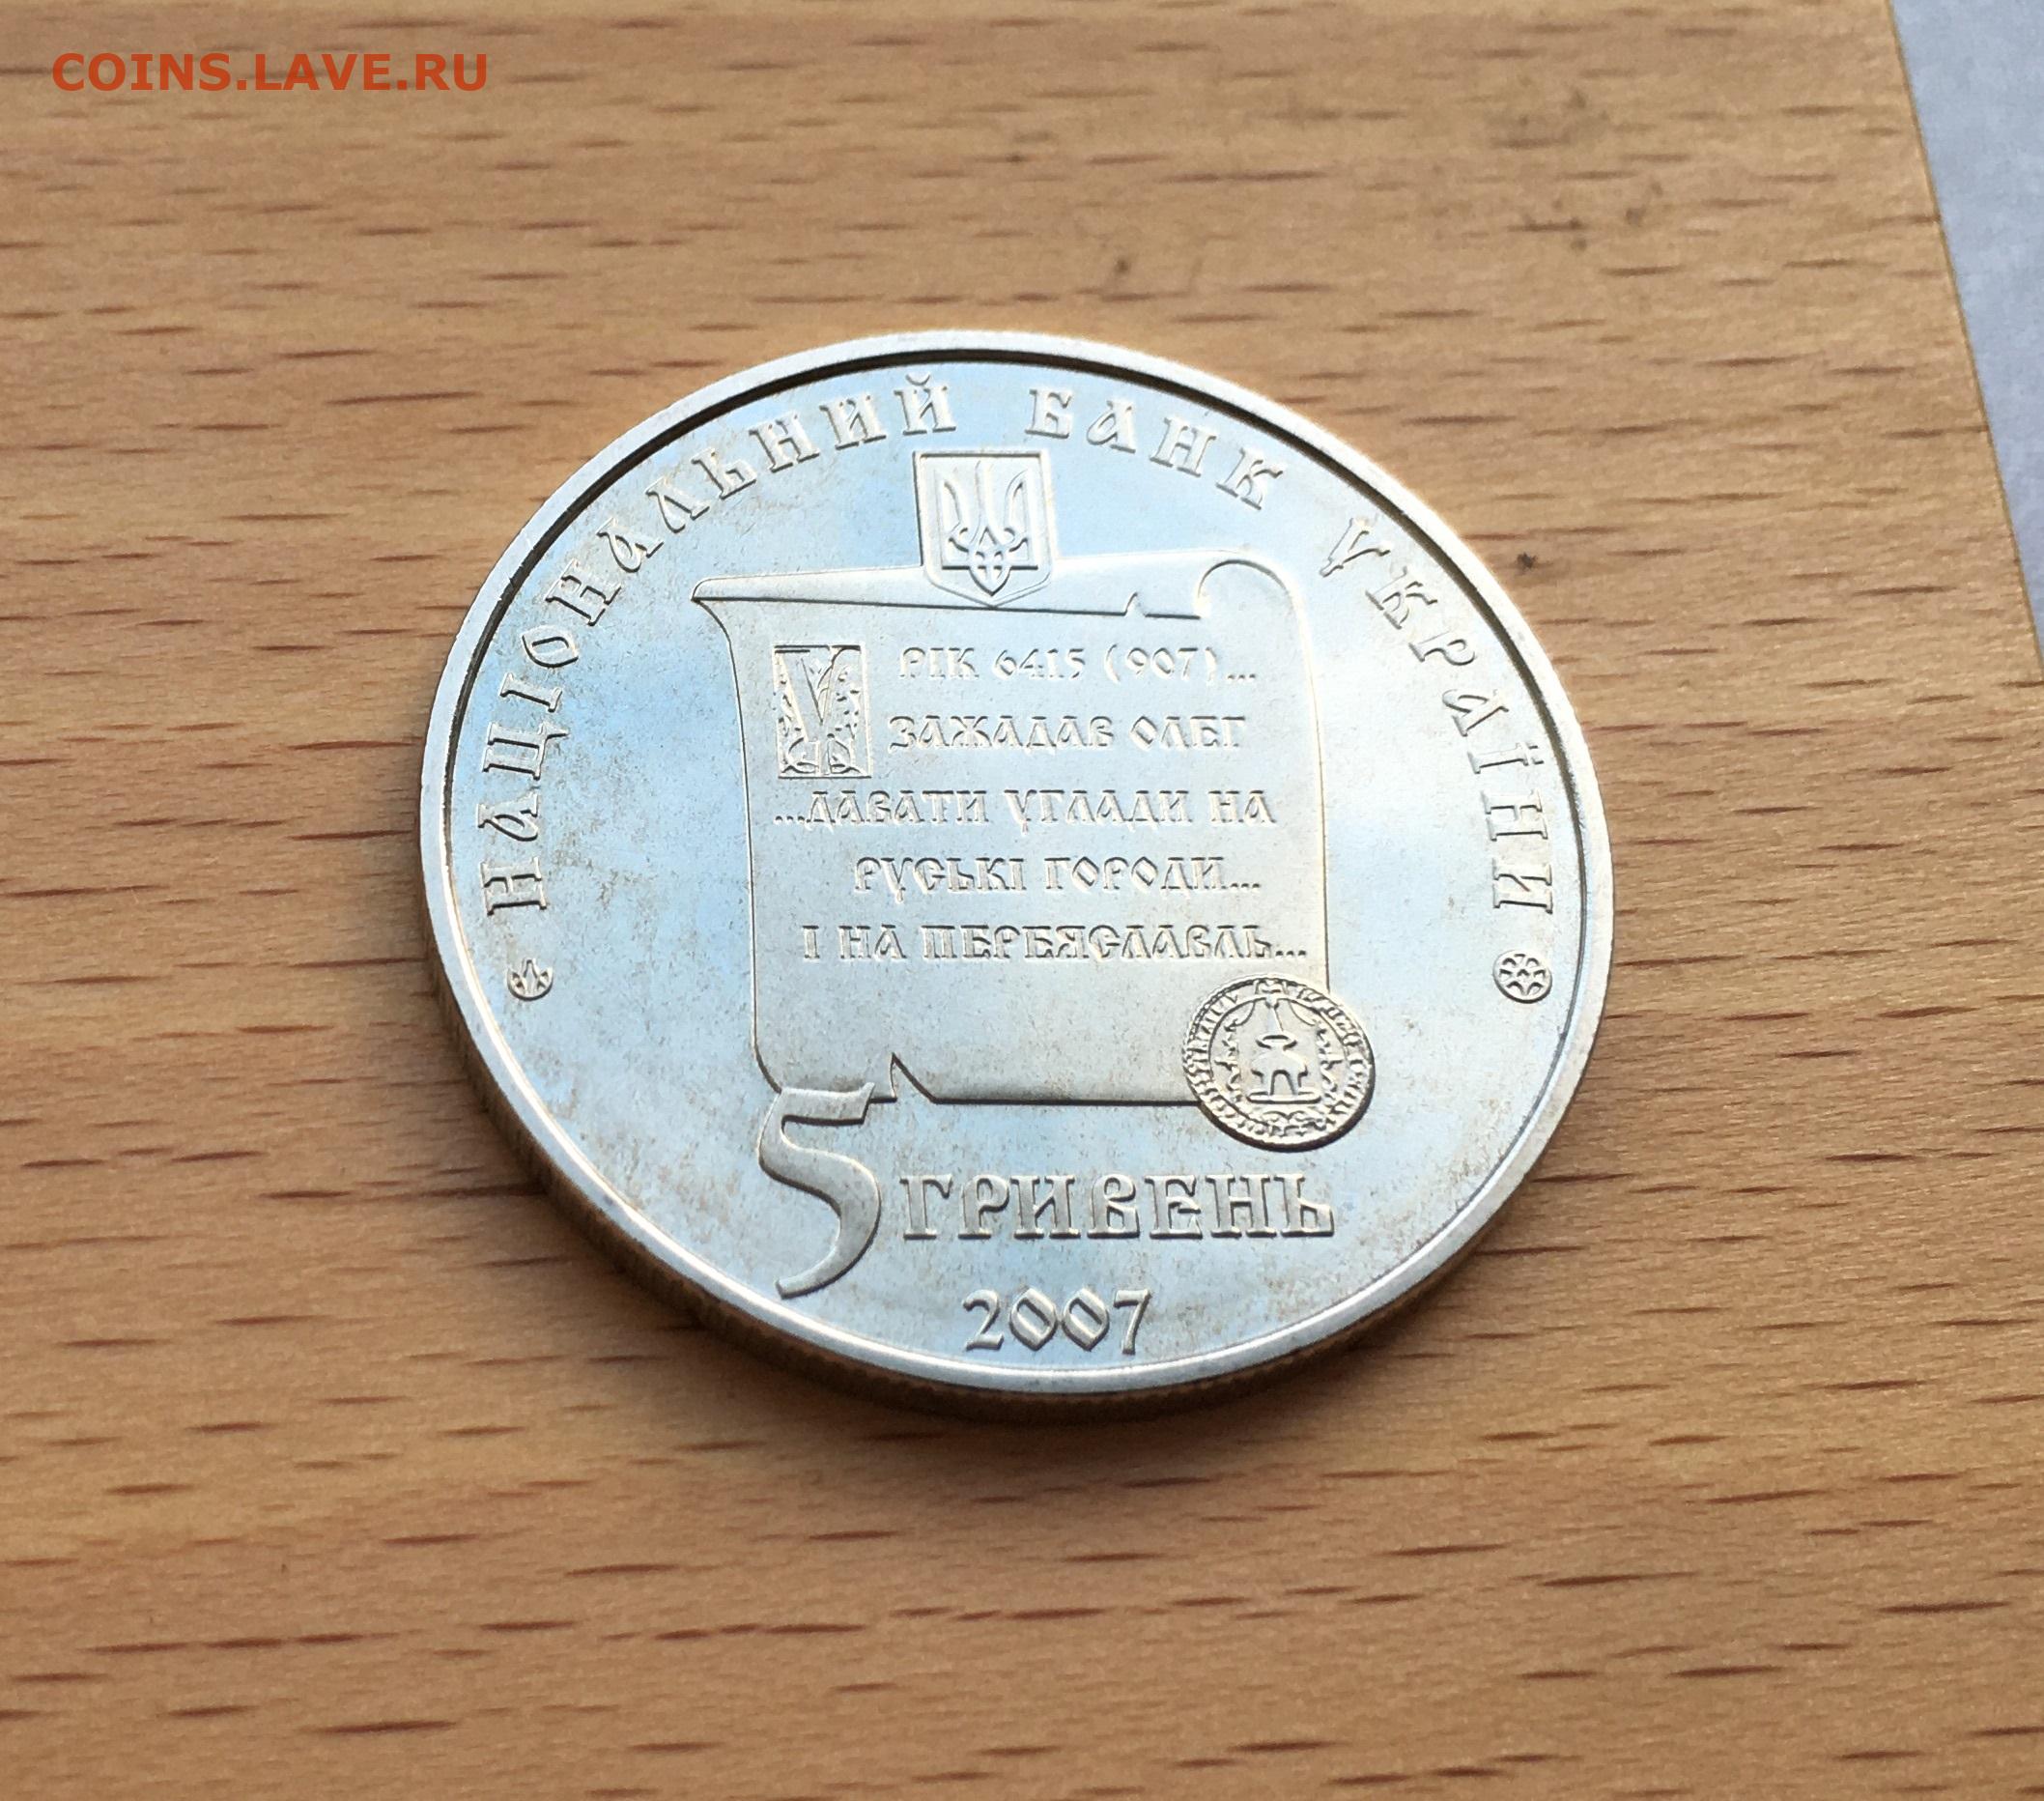 COINS.LAVE.RU
НАЦІОНАЛЬНИЙ БАНК УКРАЇНИ
У РІК 6415 (907)...
ЗАЖАДАВ ОЛЕГ
...ДАВАТИ УГЛАДИ НА
РУСЬКІ ГОРОДИ...
І НА ПЕРЕЯСЛАВЛЬ...
5 ГРИВЕНЬ
2007